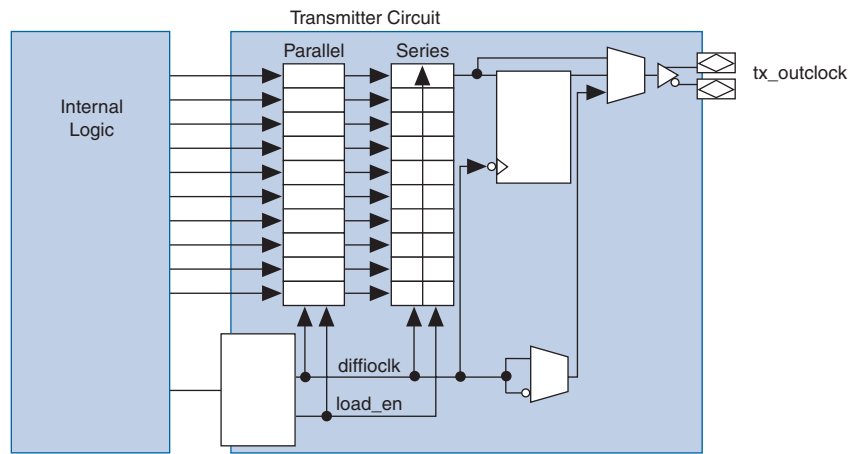 Transmitter Circuit
Parallel
Series
Internal
Logic
tx_outclock
diffioclk
load_en